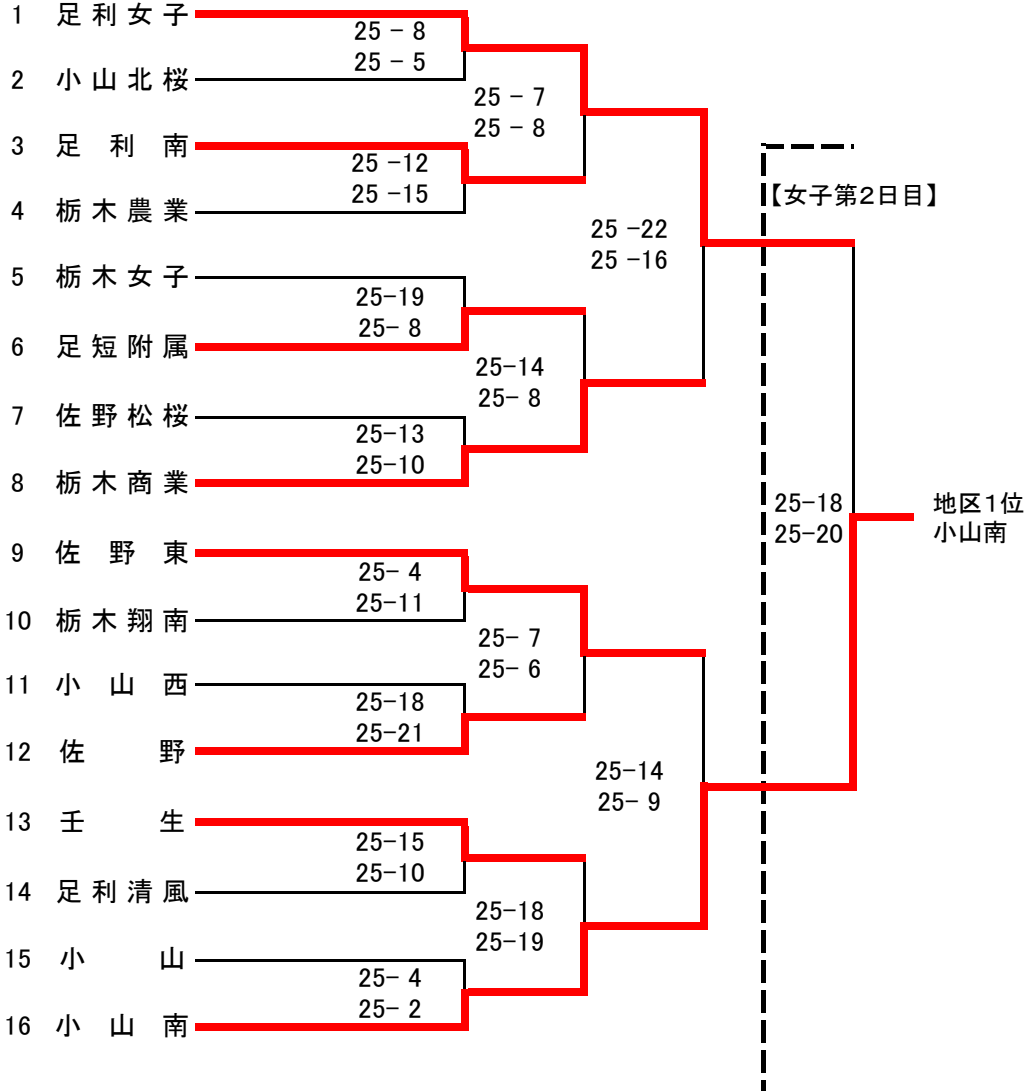 1 足利女子
25 - 8
25 - 5
2 小山北桜
25 - 7
25 - 8
3 足利南
25 -12
25 -15
4 栃木農業
【女子第2日目】
25 -22
25 -16
5 栃木女子
25-19
25- 8
6 足短附属
25-14
25- 8
7 佐野松桜
25-13
25-10
8 栃木商業
25-18
25-20
地区1位
小山南
9 佐野東
25- 4
25-11
10 栃木翔南
25- 7
25- 6
11 小山西
25-18
25-21
12 佐野
25-14
25- 9
13 壬生
25-15
25-10
14 足利清風
25-18
25-19
15 小山
25- 4
25- 2
16 小山南